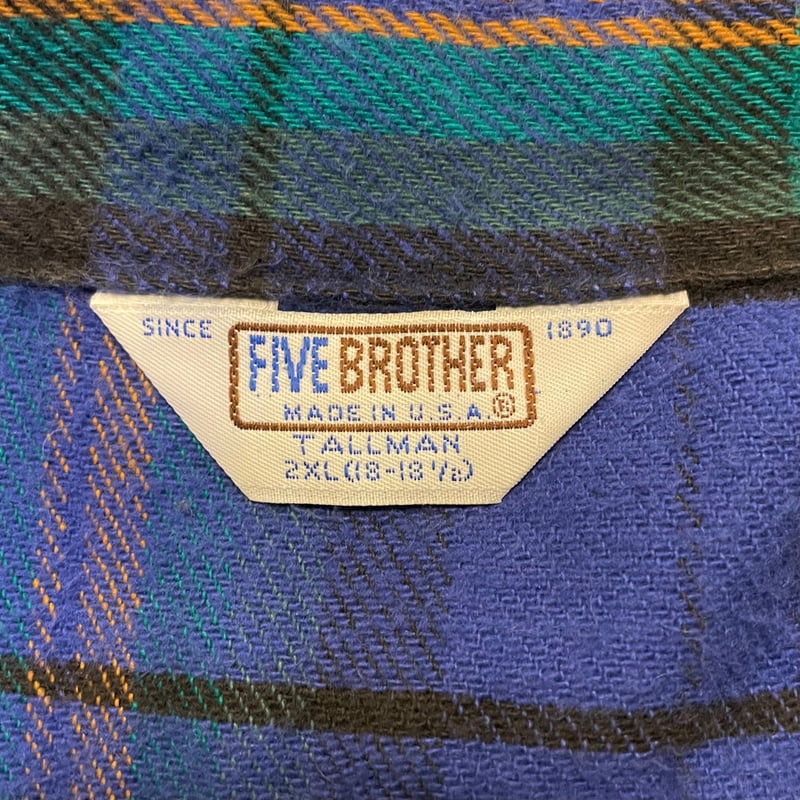 SINCE 1890
FIVE BROTHER
MADE IN U.S.A. ®
TALLMAN
2XL(18-18½)